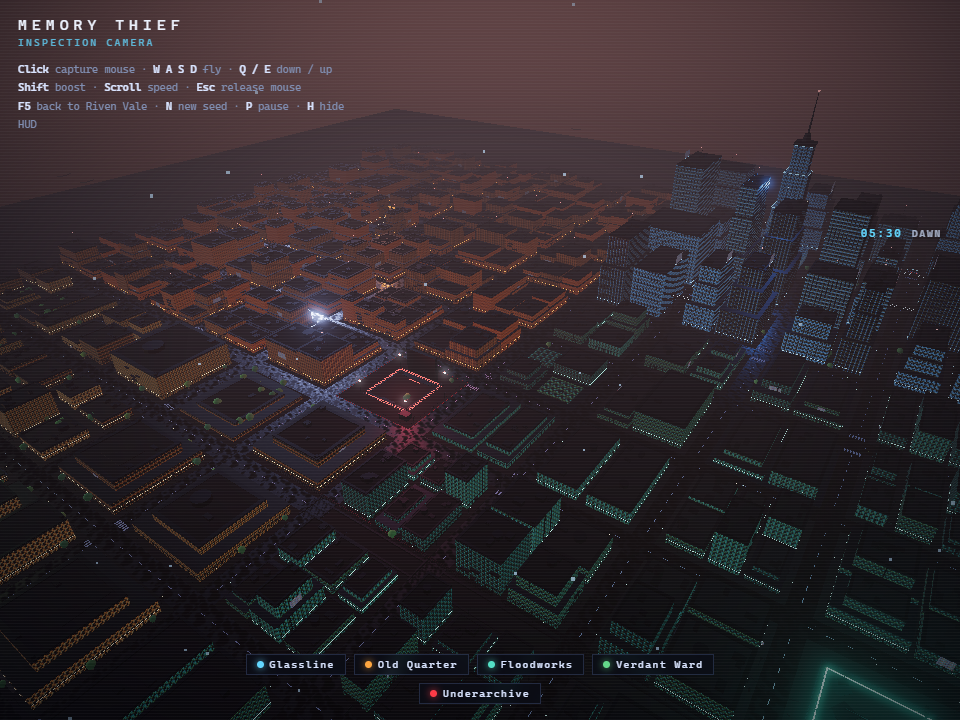 MEMORY THIEF
INSPECTION CAMERA
Click capture mouse · W A S D fly · Q / E down / up
Shift boost · Scroll speed · Esc release mouse
F5 back to Riven Vale · N new seed · P pause · H hide
HUD
05:30 DAWN
Glassline
Old Quarter
Floodworks
Verdant Ward
Underarchive